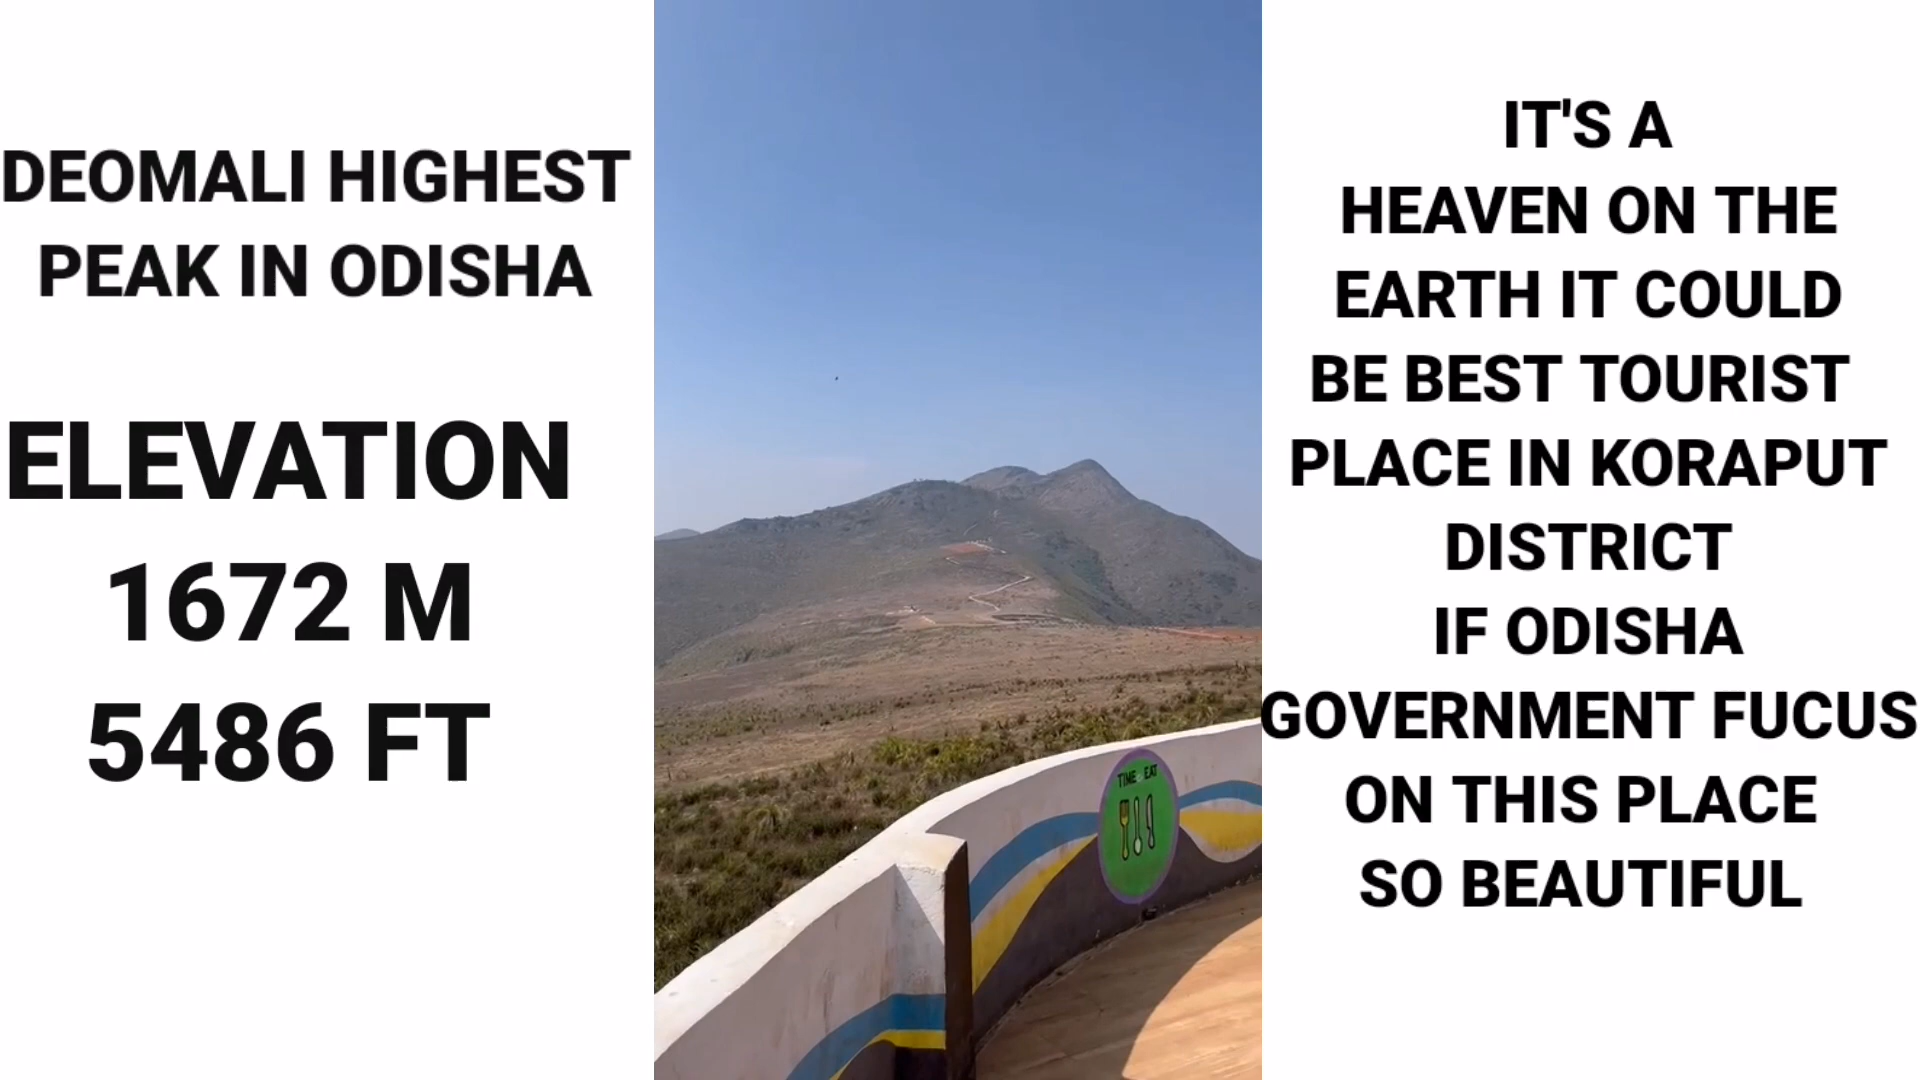 DEOMALI HIGHEST
PEAK IN ODISHA
ELEVATION
1672 M
5486 FT
TIME EAT
IT'S A
HEAVEN ON THE
EARTH IT COULD
BE BEST TOURIST
PLACE IN KORAPUT
DISTRICT
IF ODISHA
GOVERNMENT FUCUS
ON THIS PLACE
SO BEAUTIFUL